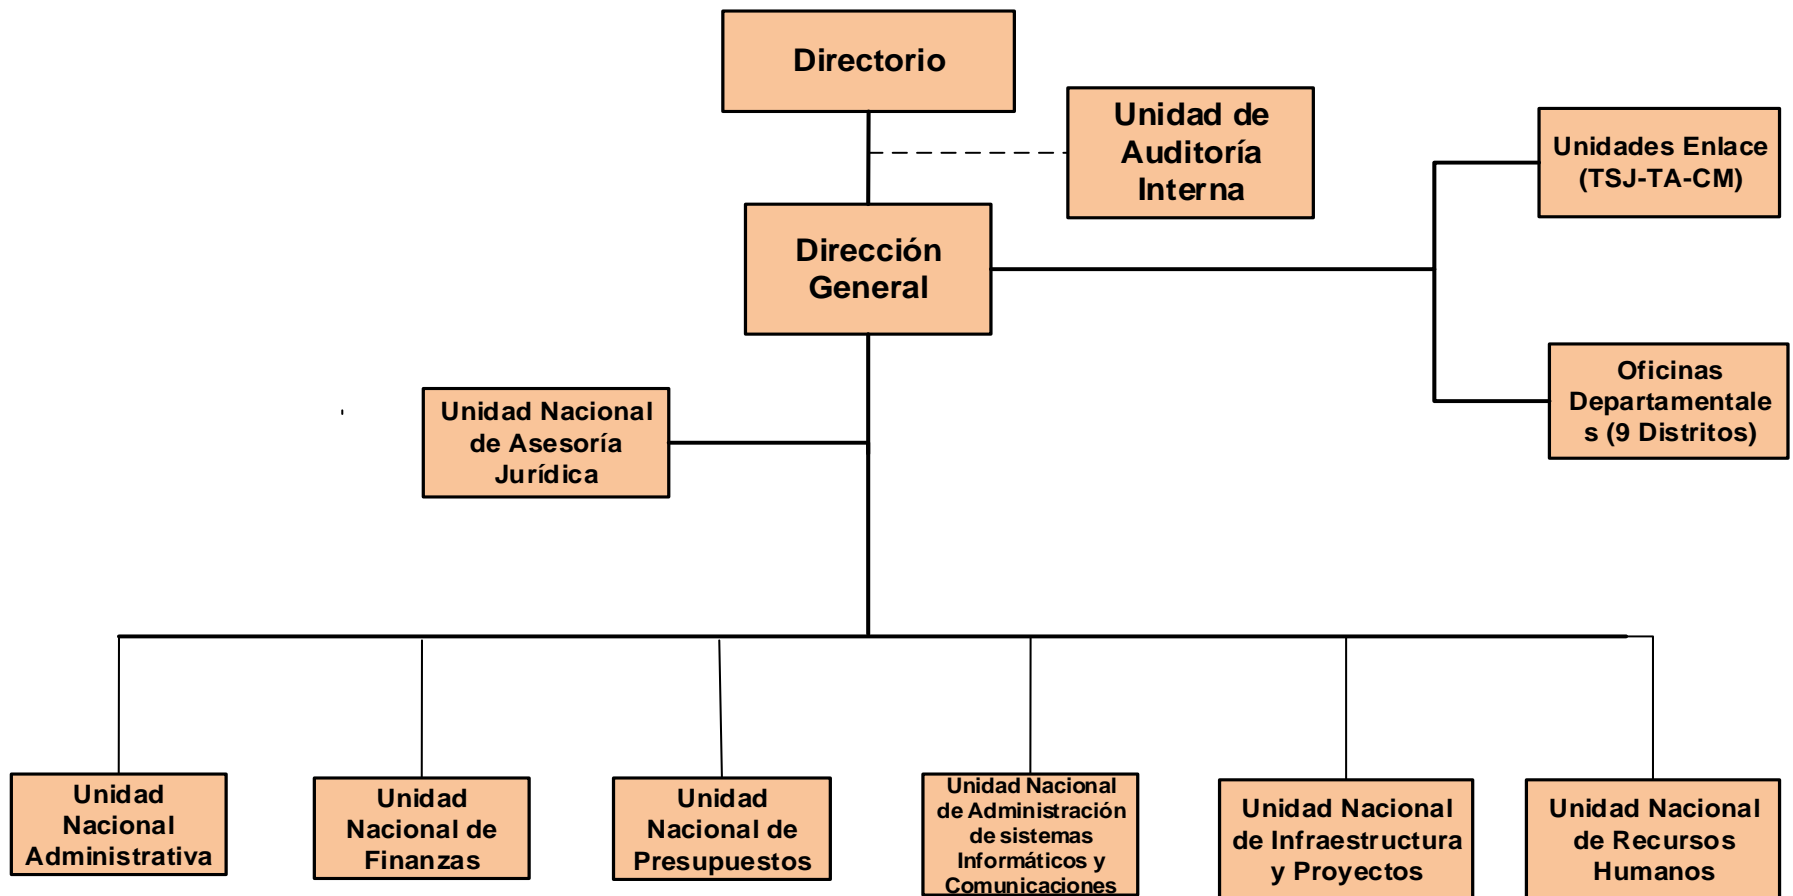 Directorio
Unidad de
Auditoría
Interna
Unidades Enlace
(TSJ-TA-CM)
Dirección
General
Oficinas
Departamentale
s (9 Distritos)
Unidad Nacional
de Asesoría
Jurídica
Unidad
Nacional
Administrativa
Unidad
Nacional de
Finanzas
Unidad
Nacional de
Presupuestos
Unidad Nacional
de Administración
de sistemas
Informáticos y
Comunicaciones
Unidad Nacional
de Infraestructura
y Proyectos
Unidad Nacional
de Recursos
Humanos